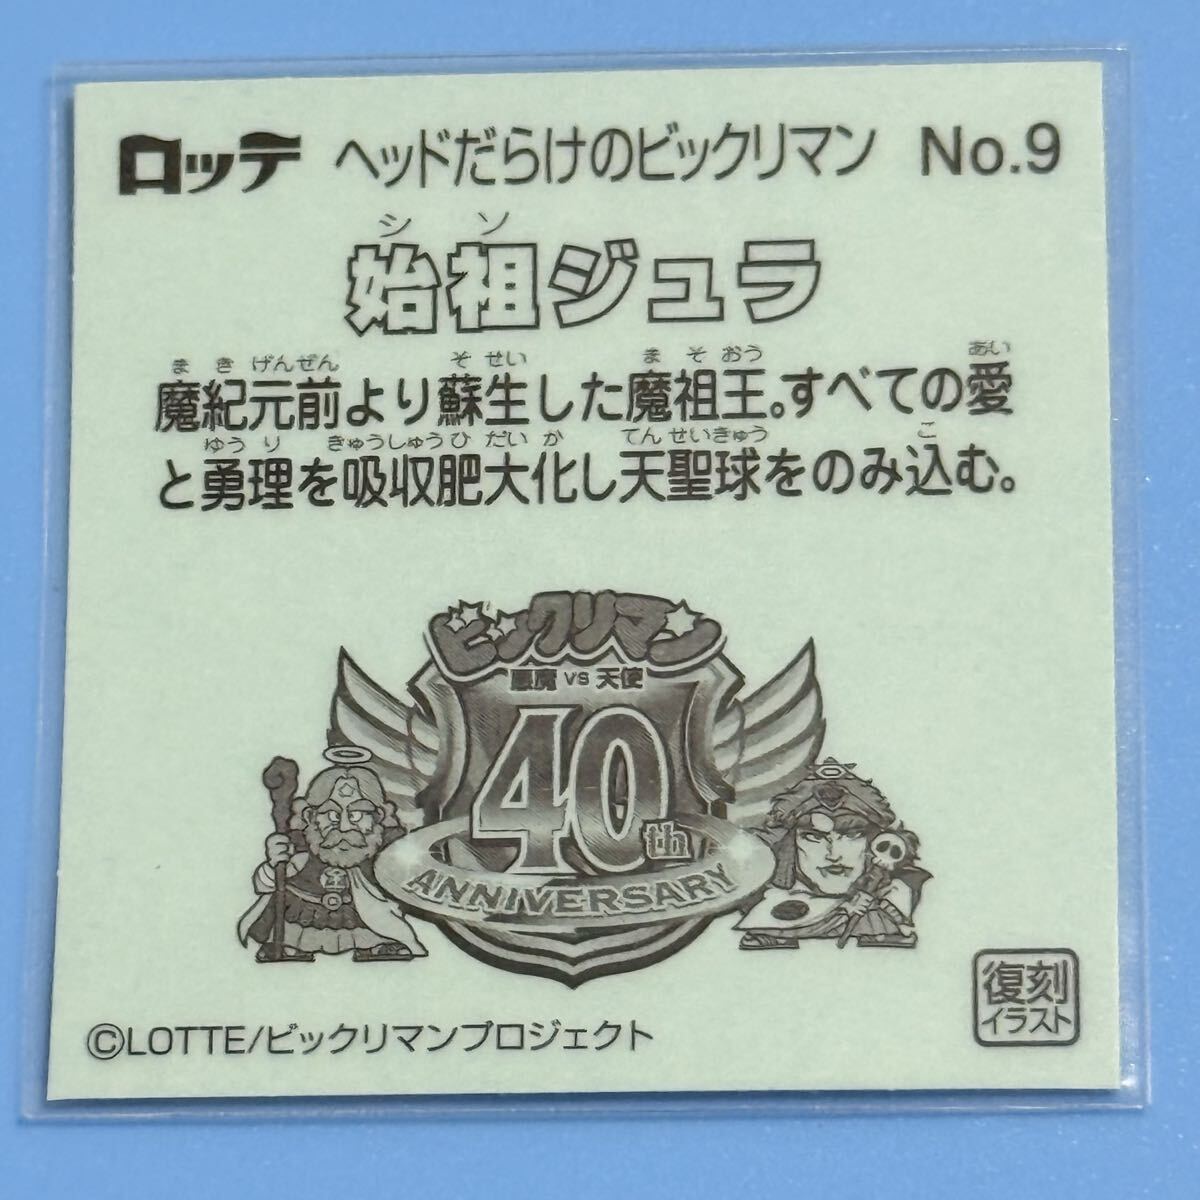 ロッテ ヘッドだらけのビックリマン No.9
シソ
始祖ジュラ
まきげんぜん そせい まそおう あい
魔紀元前より蘇生した魔祖王。すべての愛
ゆうり きゅうしゅうひだいか てんせいきゅう こ
と勇理を吸収肥大化し天聖球をのみ込む。
ビックリマン
悪魔 VS 天使
40th
ANNIVERSARY
復刻
イラスト
©LOTTE/ビックリマンプロジェクト